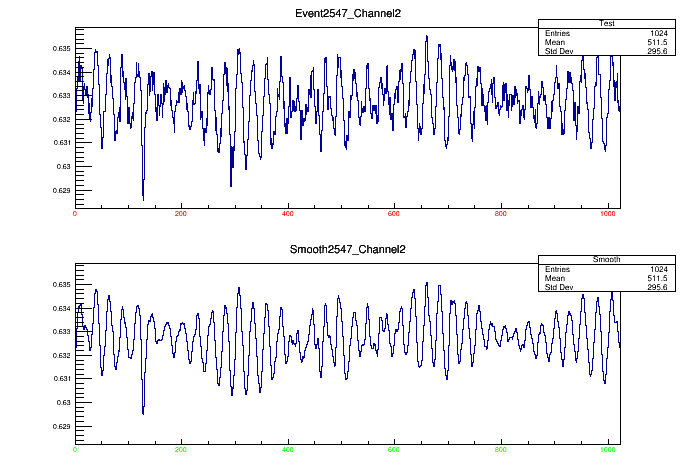 Event2547_Channel2
Test
Entries 1024
Mean 511.5
Std Dev 295.6
0.635
0.634
0.633
0.632
0.631
0.63
0.629
0 200 400 600 800 1000
Smooth2547_Channel2
Smooth
Entries 1024
Mean 511.5
Std Dev 295.6
0.635
0.634
0.633
0.632
0.631
0.63
0.629
0 200 400 600 800 1000